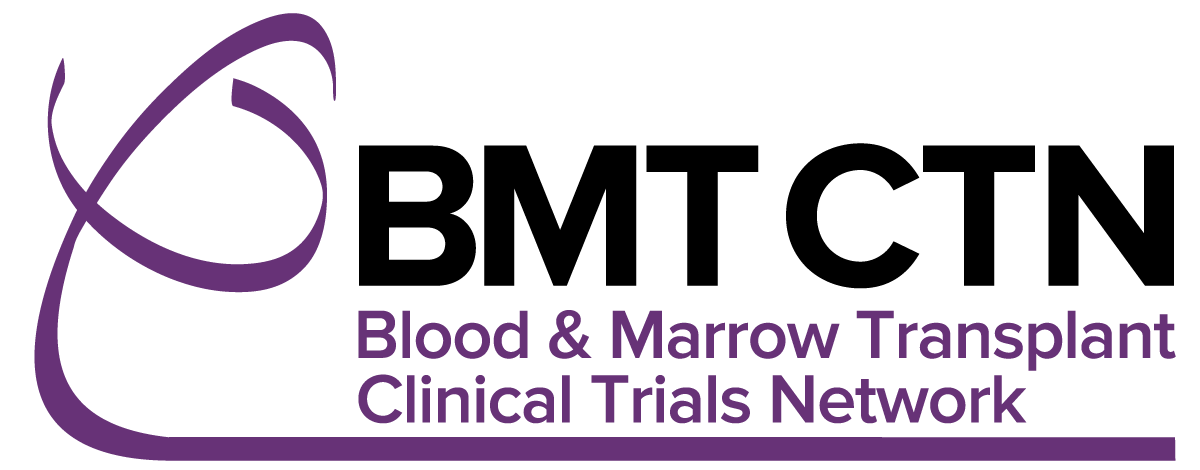 BMT CTN
Blood & Marrow Transplant
Clinical Trials Network